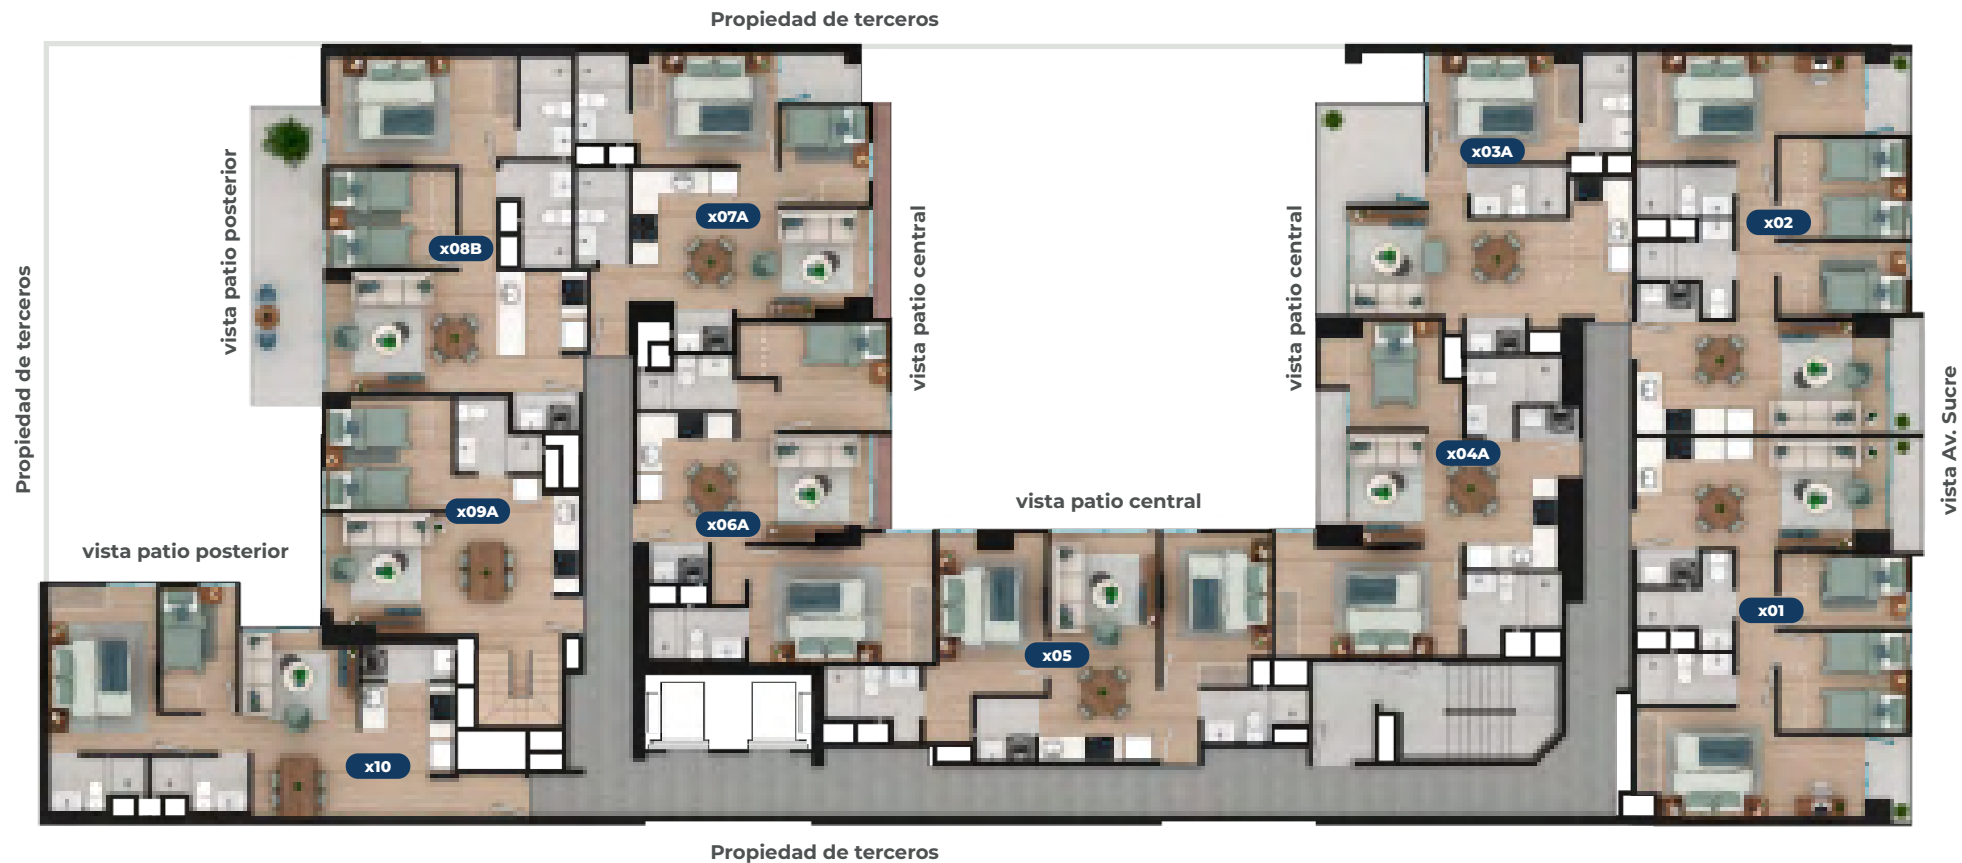 Propiedad de terceros
x03A
x07A
x02
x08B
vista patio posterior
vista patio central
vista patio central
Propiedad de terceros
vista Av. Sucre
x04A
vista patio central
x09A
x06A
vista patio posterior
x01
x05
x10
Propiedad de terceros